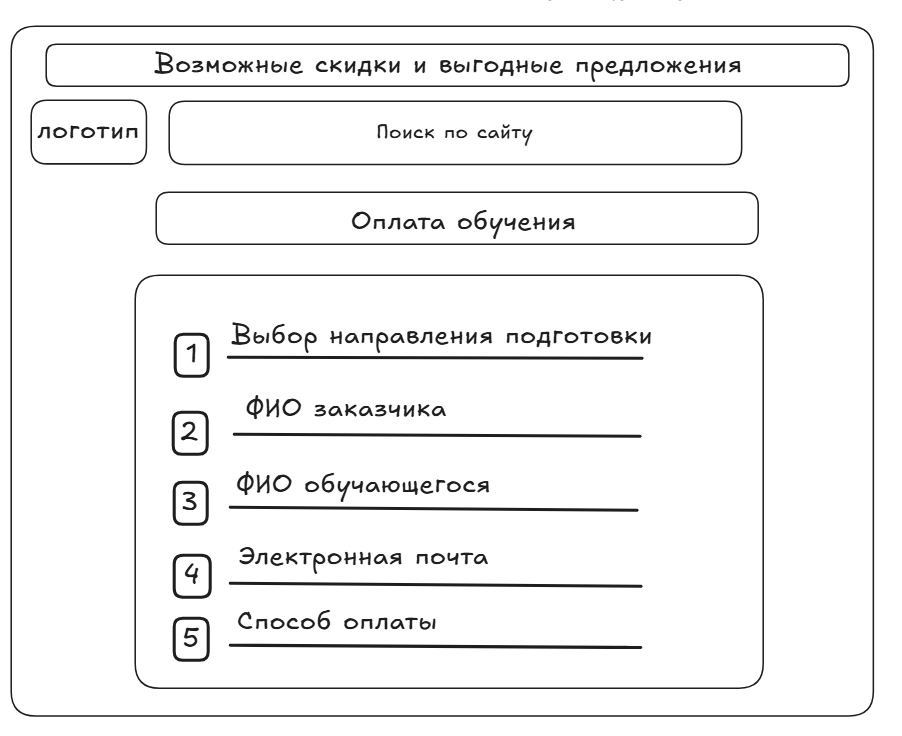 Возможные скидки и выгодные предложения
логотип
Поиск по сайту
Оплата обучения
1 Выбор направления подготовки
2 ФИО заказчика
3 ФИО обучающегося
4 Электронная почта
5 Способ оплаты